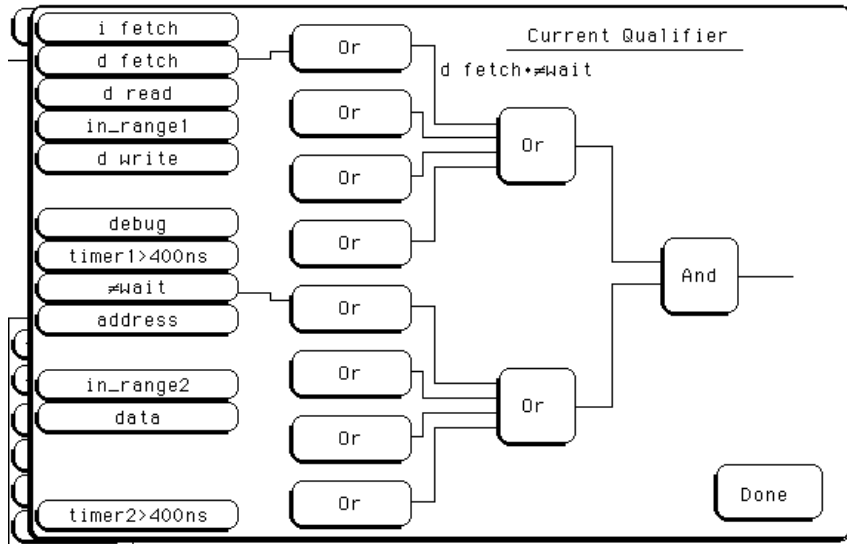 i fetch
d fetch
d read
in_range1
d write
debug
timer1>400ns
≠wait
address
in_range2
data
timer2>400ns
Or
Or
Or
Or
Or
Or
Or
Or
Or
Or
And
Current Qualifier
d fetch•≠wait
Done